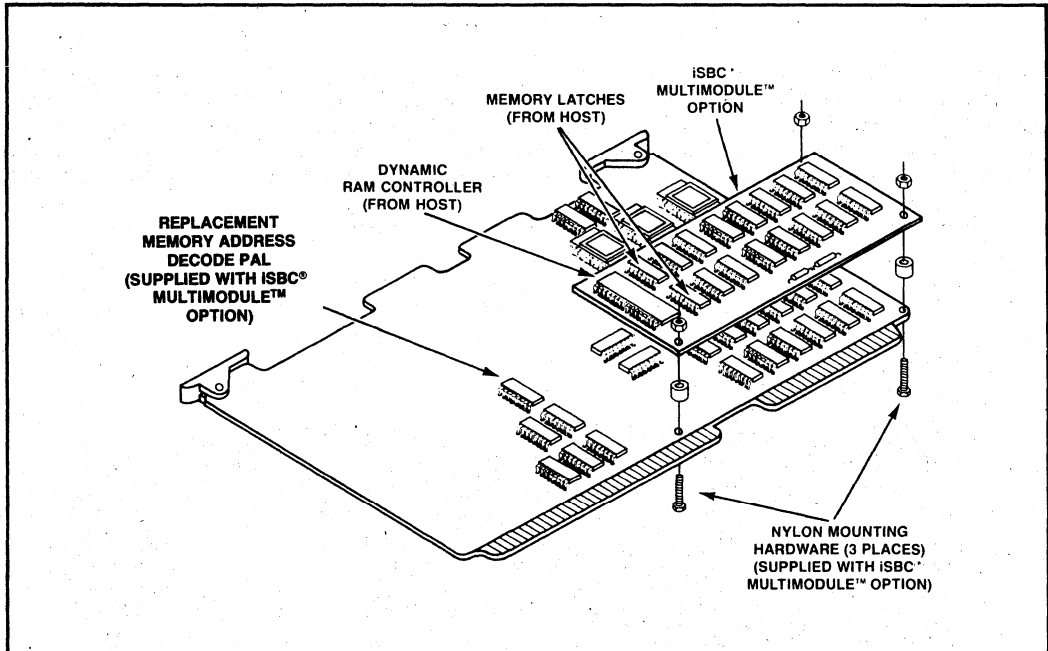 iSBC®
MULTIMODULE™
OPTION
MEMORY LATCHES
(FROM HOST)
DYNAMIC
RAM CONTROLLER
(FROM HOST)
REPLACEMENT
MEMORY ADDRESS
DECODE PAL
(SUPPLIED WITH iSBC®
MULTIMODULE™
OPTION)
NYLON MOUNTING
HARDWARE (3 PLACES)
(SUPPLIED WITH iSBC®
MULTIMODULE™ OPTION)